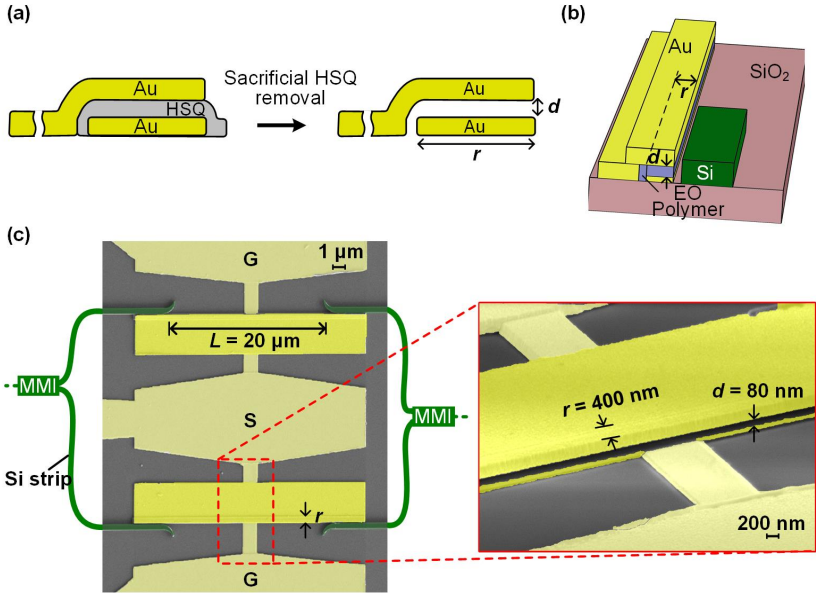 (a)
Au
HSQ
Au
Sacrificial HSQ
removal
Au
d
Au
r
(b)
Au
SiO2
r
d
Si
EO
Polymer
(c)
G
1 μm
L = 20 μm
MMI
S
MMI
Si strip
r
G
r = 400 nm
d = 80 nm
200 nm